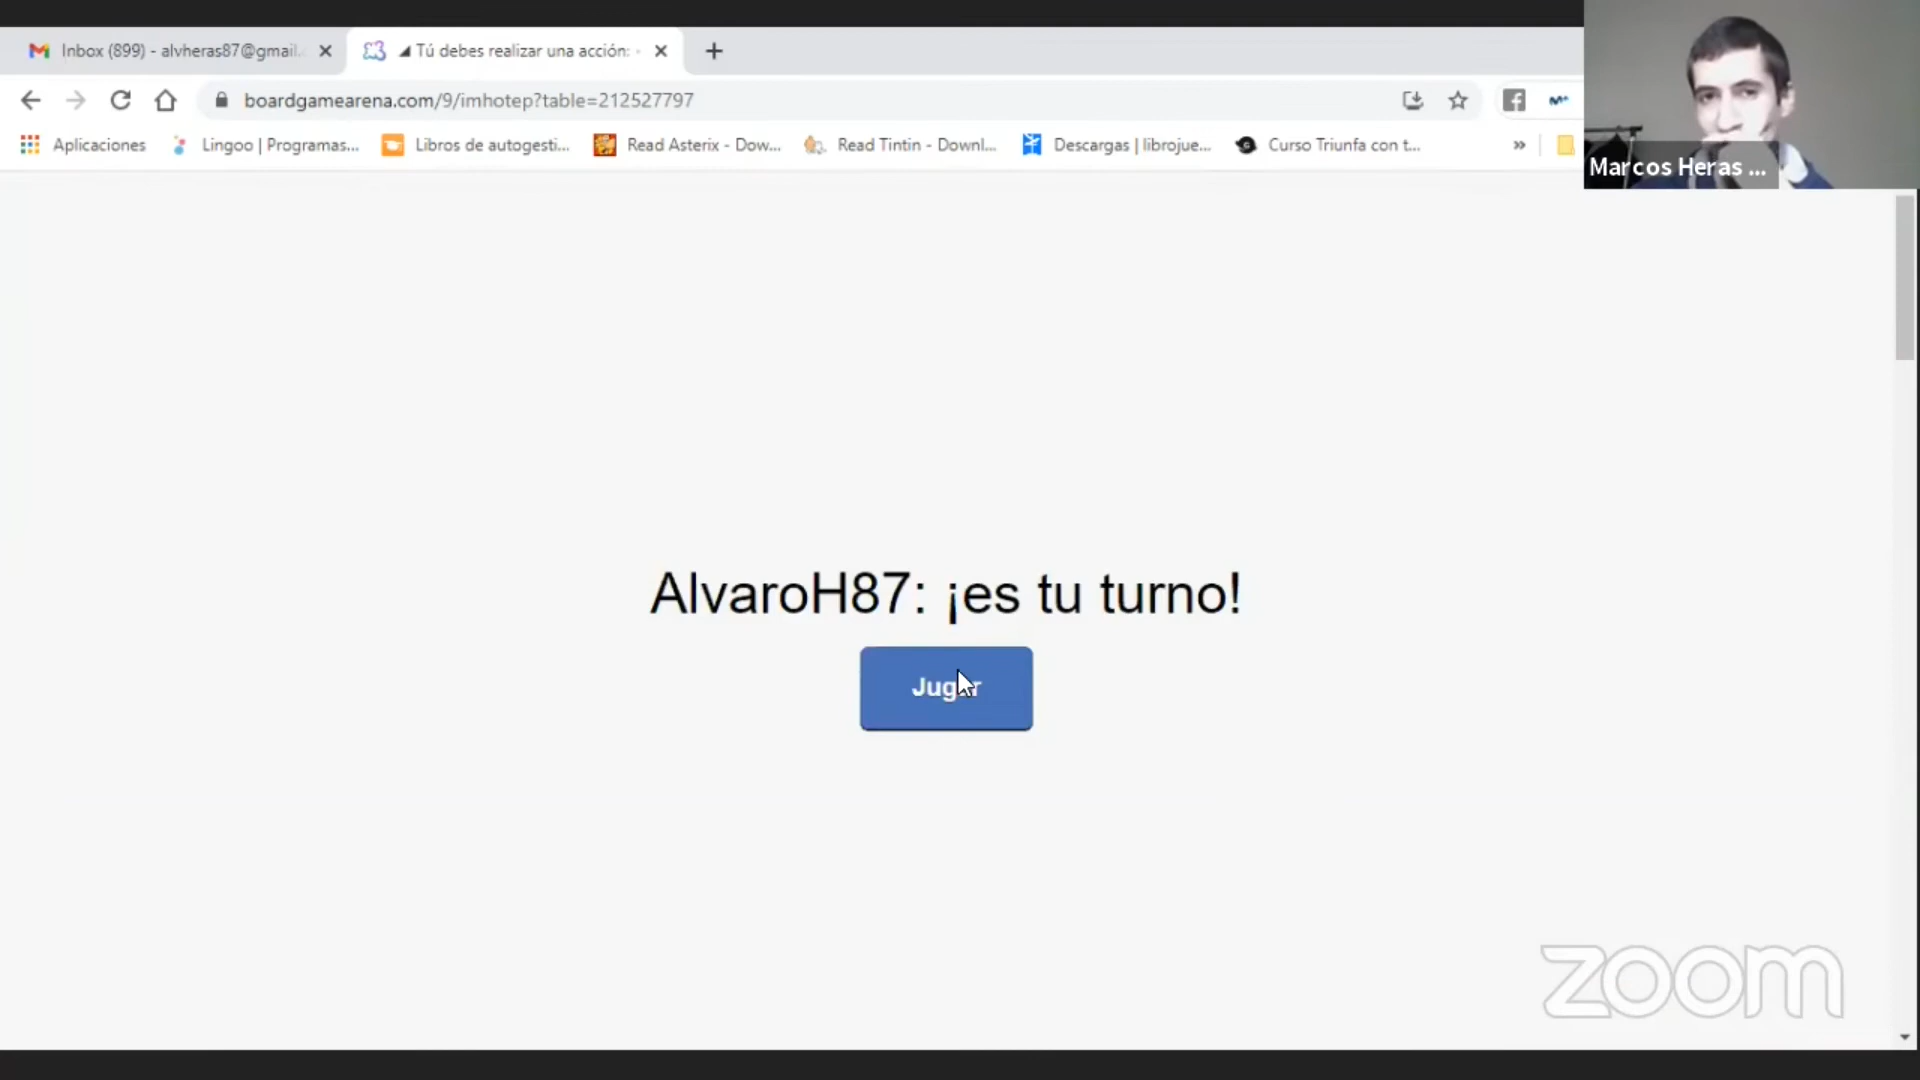 Inbox (899) - alvheras87@gmail.
Tú debes realizar una acción:
boardgamearena.com/9/imhotep?table=212527797
Aplicaciones
Lingoo | Programas...
Libros de autogesti...
Read Asterix - Dow...
Read Tintin - Downl...
Descargas | librojue...
Curso Triunfa con t...
»
Marcos Heras ...
AlvaroH87: ¡es tu turno!
Jugar
zoom